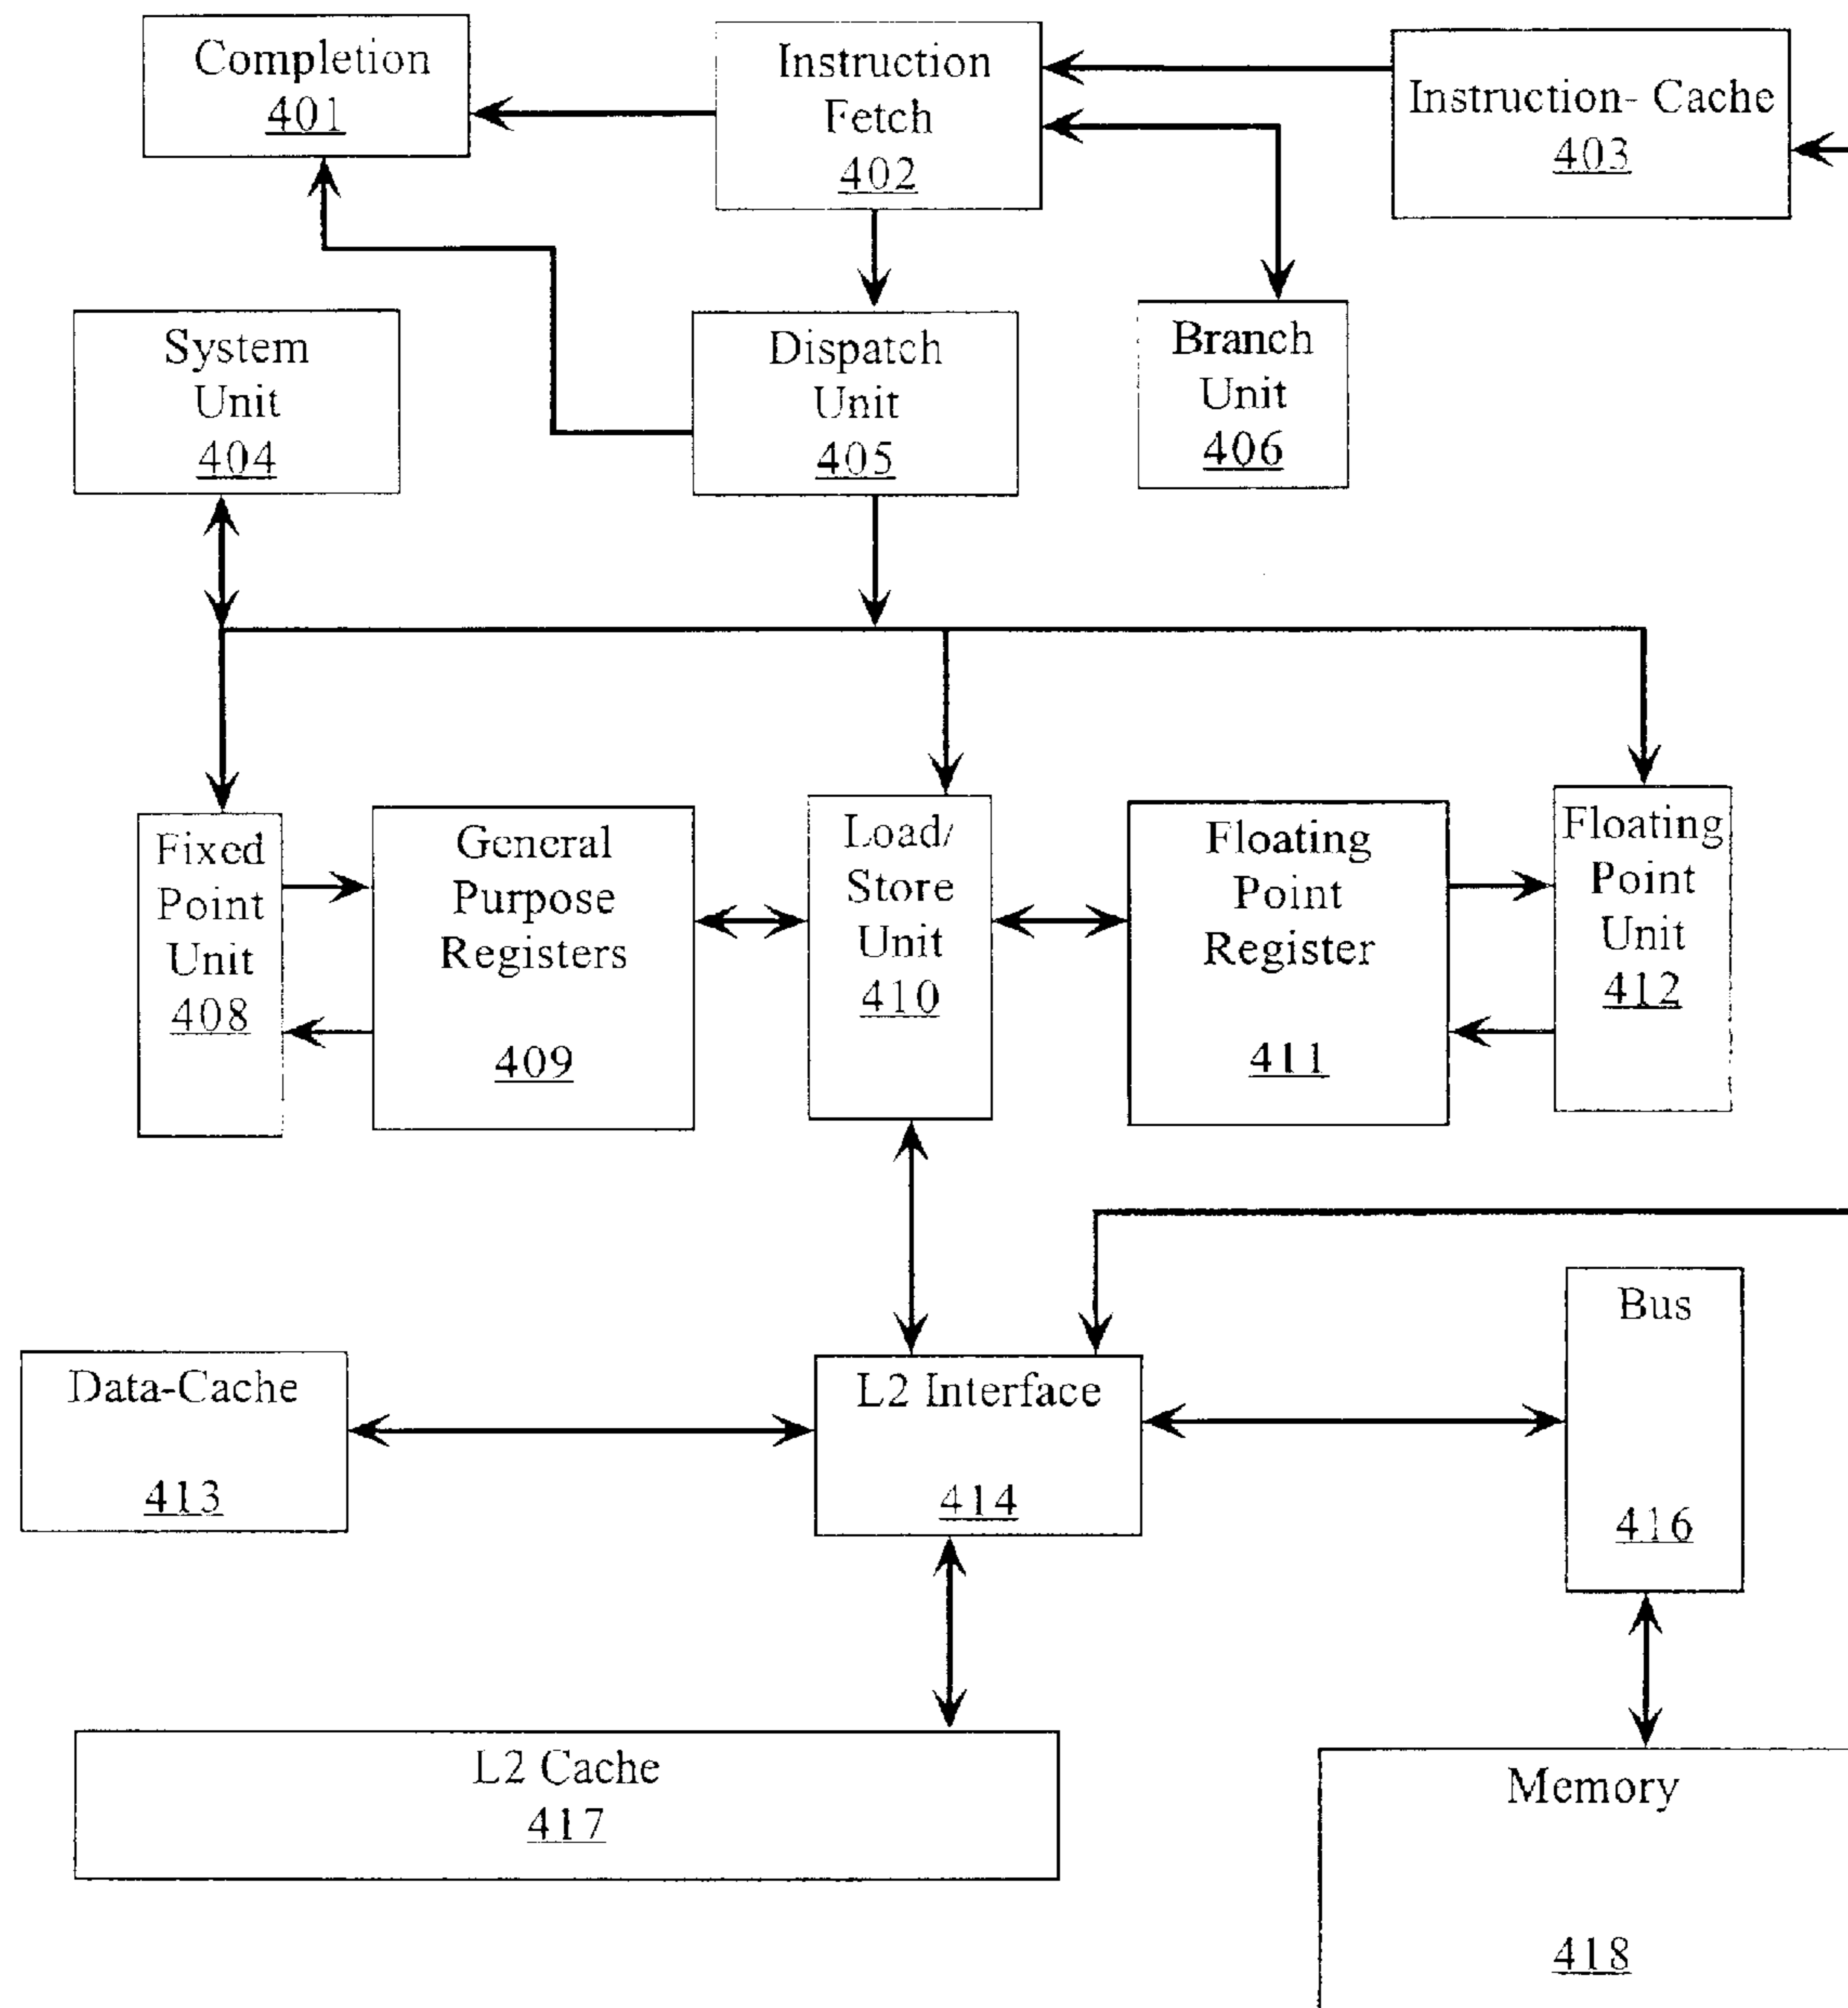 Completion
401
Instruction
Fetch
402
Instruction- Cache
403
System
Unit
404
Dispatch
Unit
405
Branch
Unit
406
Fixed
Point
Unit
408
General
Purpose
Registers
409
Load/
Store
Unit
410
Floating
Point
Register
411
Floating
Point
Unit
412
Data-Cache
413
L2 Interface
414
Bus
416
L2 Cache
417
Memory
418